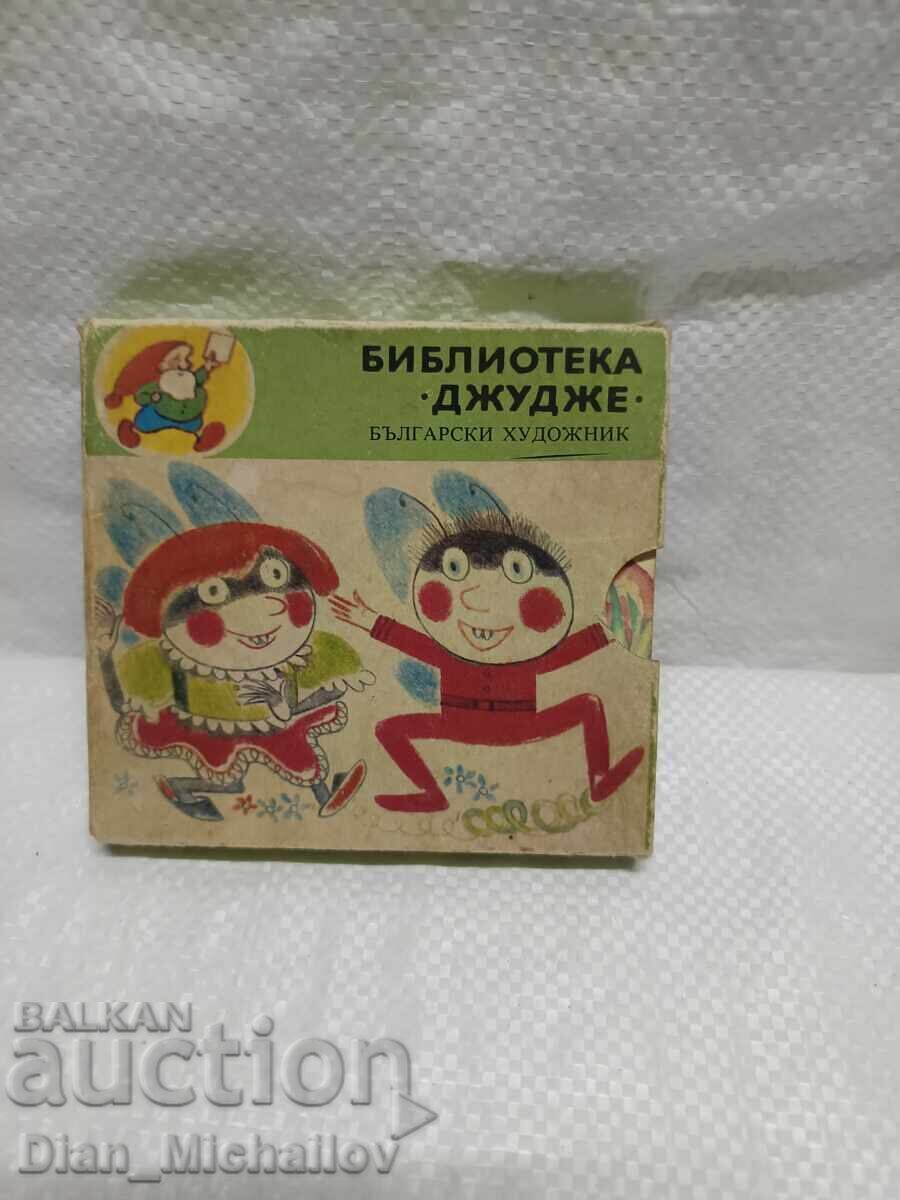 БИБЛИОТЕКА
·ДЖУДЖЕ·
БЪЛГАРСКИ ХУДОЖНИК
BALKAN
auction
Dian_Michailov